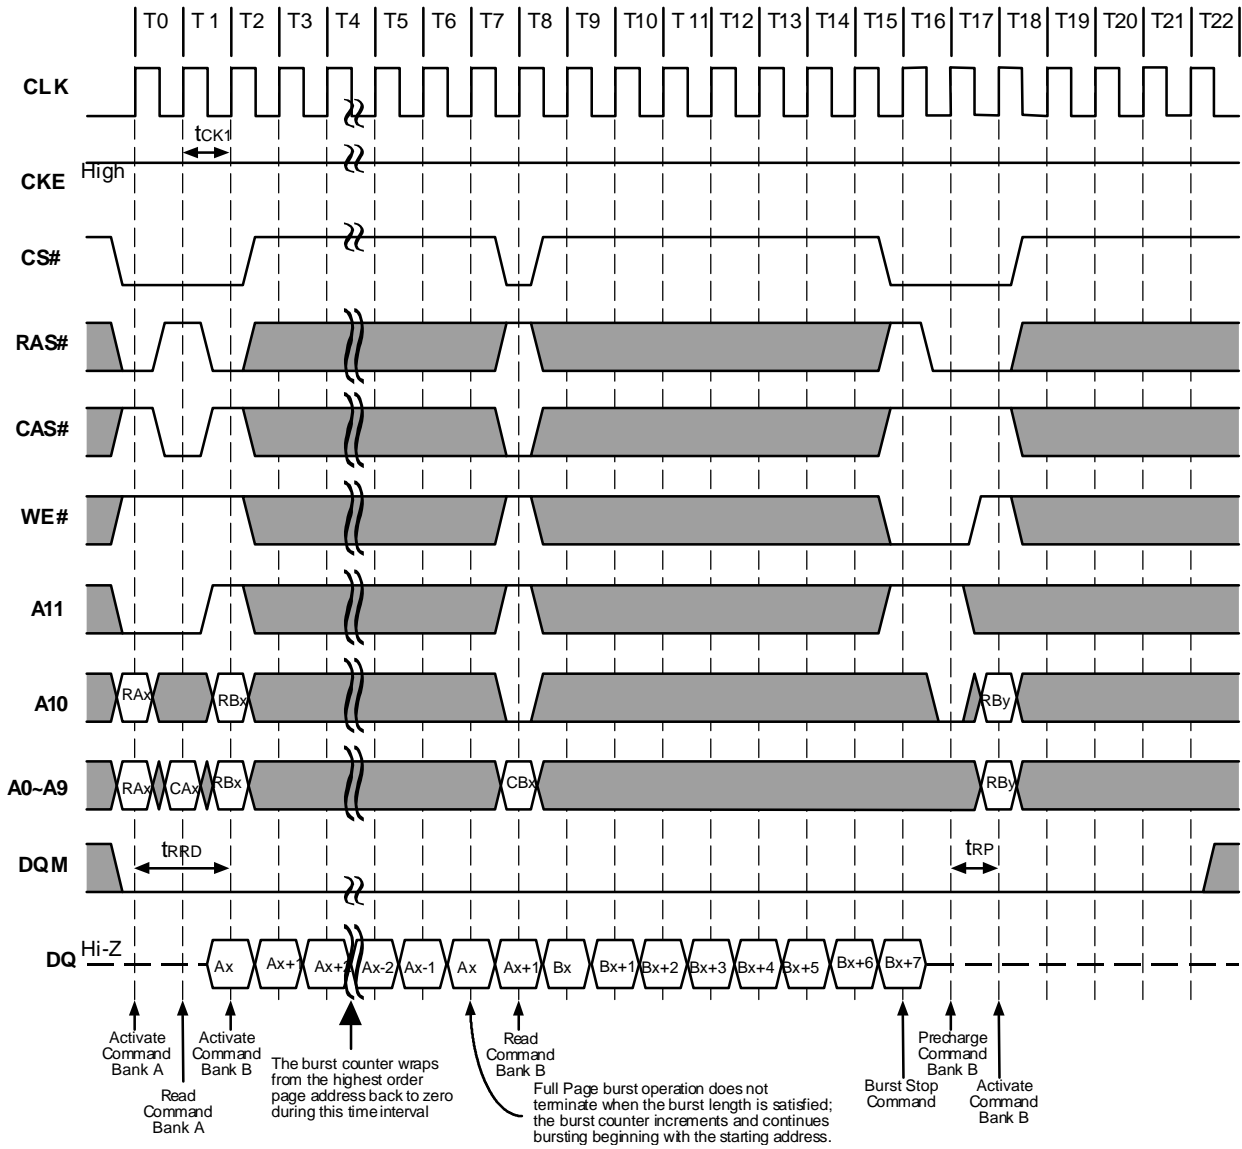 T0 T1 T2 T3 T4 T5 T6 T7 T8 T9 T10 T11 T12 T13 T14 T15 T16 T17 T18 T19 T20 T21 T22
CLK
tCK1
High
CKE
CS#
RAS#
CAS#
WE#
A11
A10
RAx RBx RBy
A0~A9
RAx CAx RBx CBx RBy
DQM
tRRD tRP
DQ Hi-Z
Ax Ax+1 Ax+2 Ax-2 Ax-1 Ax Ax+1 Bx Bx+1 Bx+2 Bx+3 Bx+4 Bx+5 Bx+6 Bx+7
Activate
Command
Bank A
Read
Command
Bank A
Activate
Command
Bank B
The burst counter wraps
from the highest order
page address back to zero
during this time interval
Read
Command
Bank B
Full Page burst operation does not
terminate when the burst length is satisfied;
the burst counter increments and continues
bursting beginning with the starting address.
Burst Stop
Command
Precharge
Command
Bank B
Activate
Command
Bank B